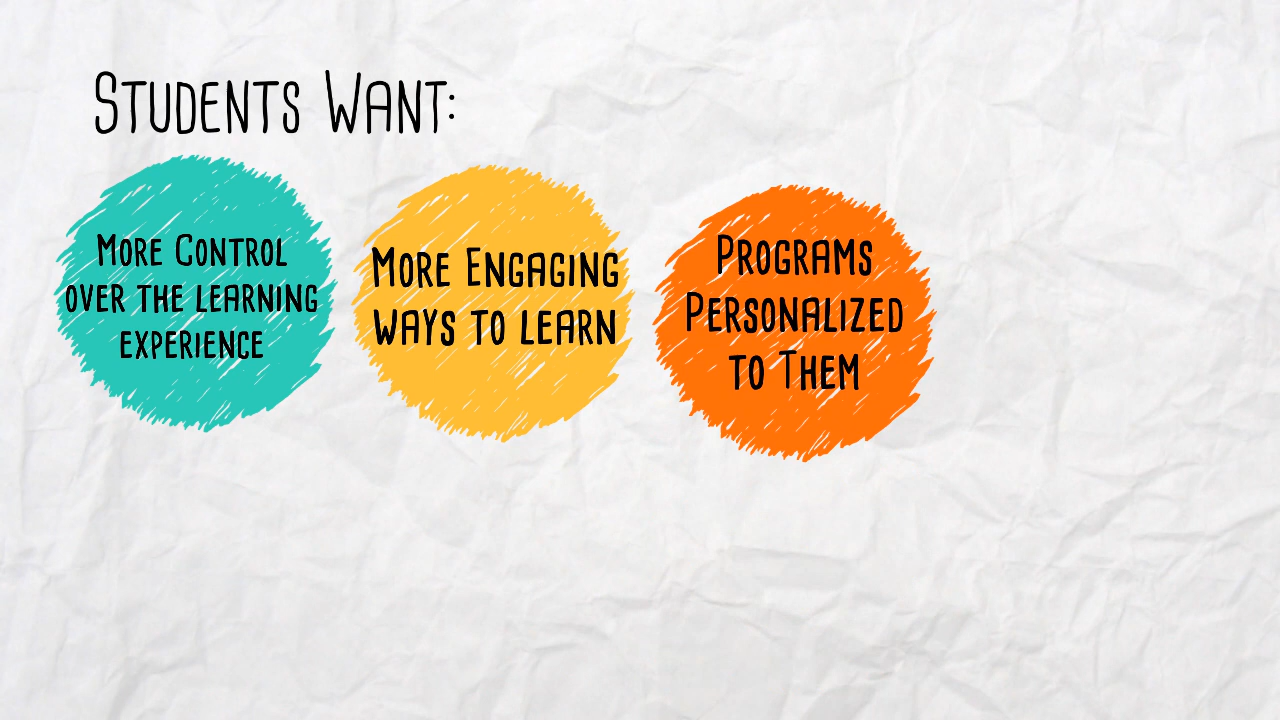 Students Want:
More Control
over the learning
experience
More Engaging
ways to learn
Programs
Personalized
to Them